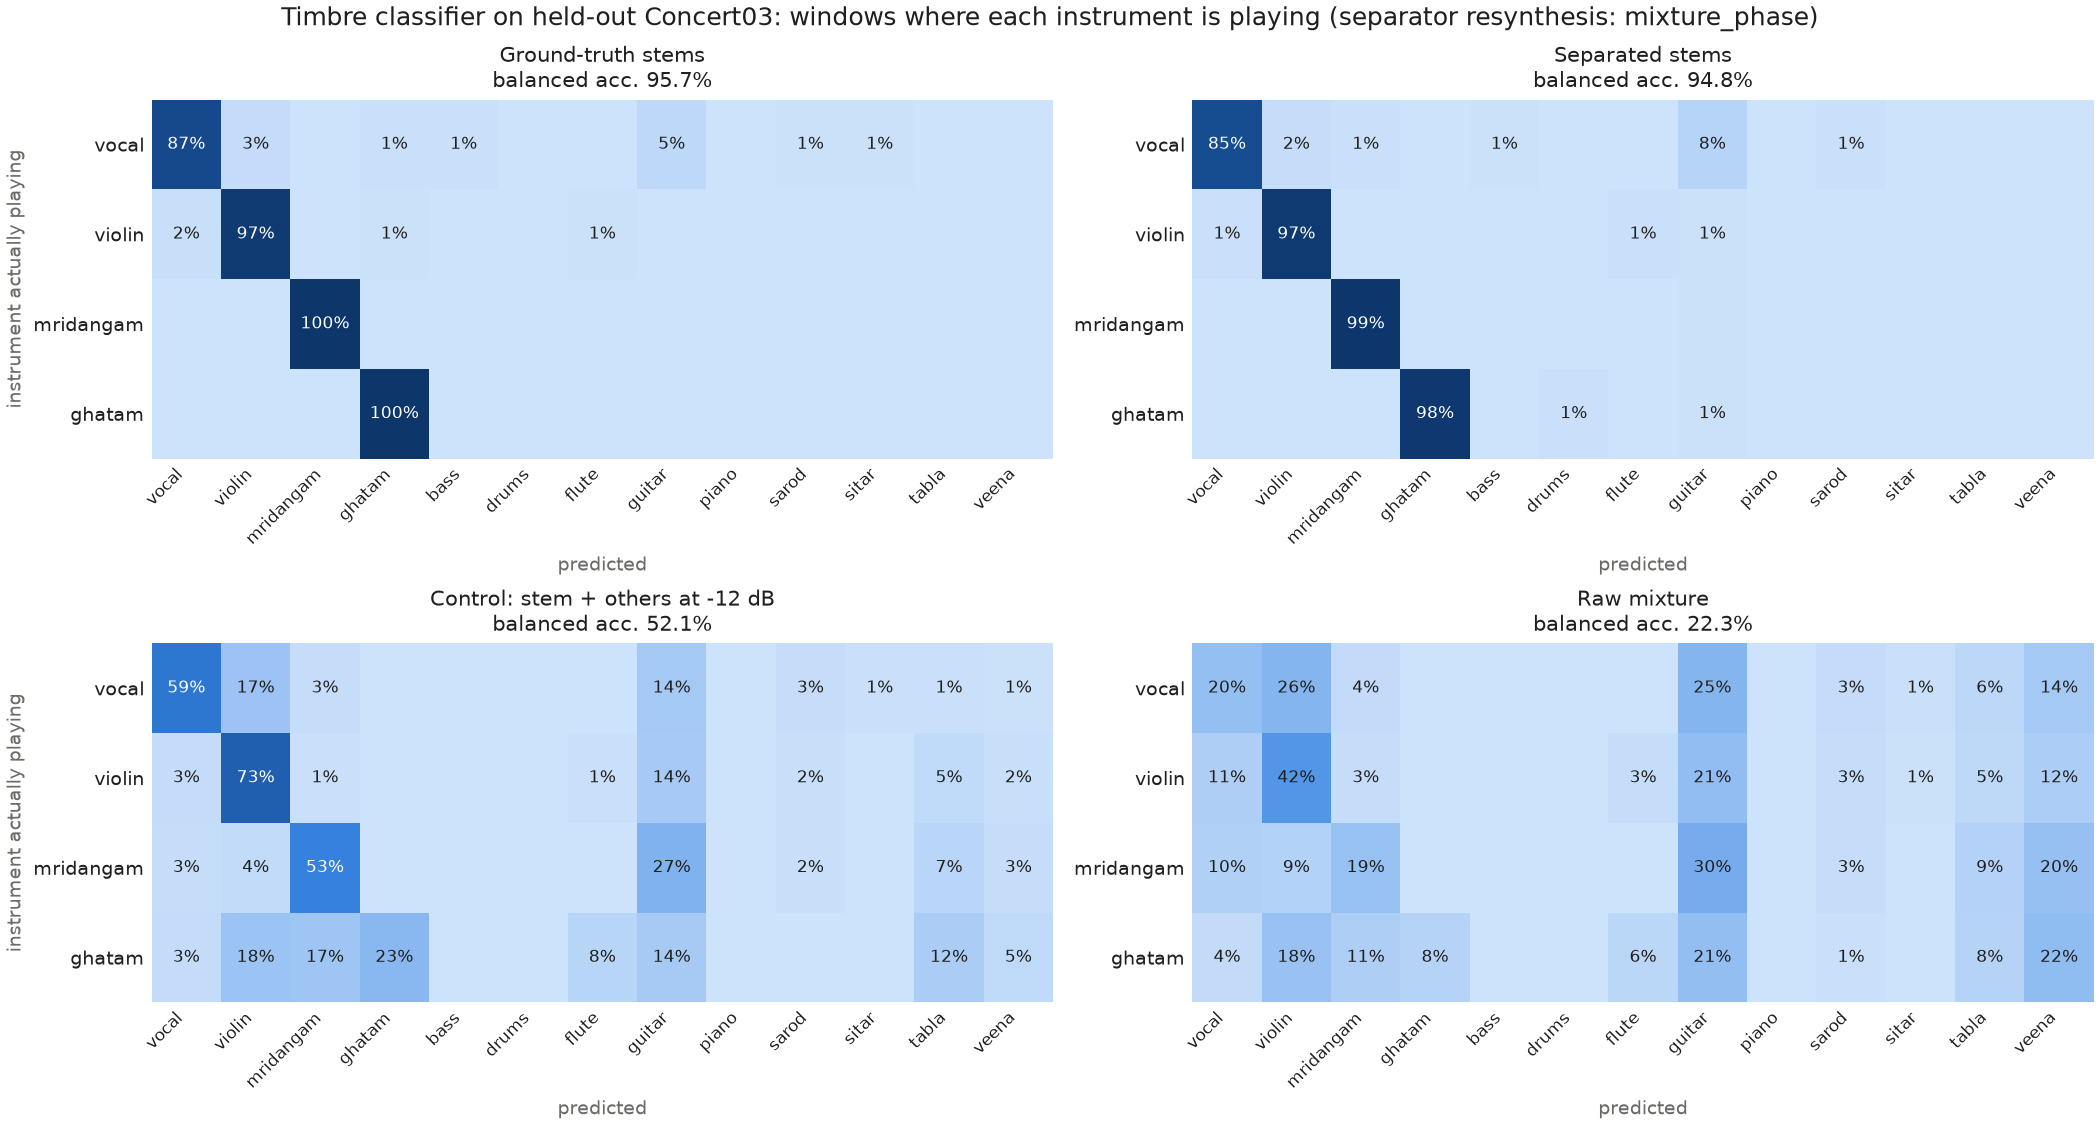 Timbre classifier on held-out Concert03: windows where each instrument is playing (separator resynthesis: mixture_phase)
Ground-truth stems
balanced acc. 95.7%
instrument actually playing
vocal 87% 3% 1% 1% 5% 1% 1%
violin 2% 97% 1% 1%
mridangam 100%
ghatam 100%
vocal violin mridangam ghatam bass drums flute guitar piano sarod sitar tabla veena
predicted
Separated stems
balanced acc. 94.8%
vocal 85% 2% 1% 1% 8% 1%
violin 1% 97% 1% 1%
mridangam 99%
ghatam 98% 1% 1%
vocal violin mridangam ghatam bass drums flute guitar piano sarod sitar tabla veena
predicted
Control: stem + others at -12 dB
balanced acc. 52.1%
instrument actually playing
vocal 59% 17% 3% 14% 3% 1% 1% 1%
violin 3% 73% 1% 1% 14% 2% 5% 2%
mridangam 3% 4% 53% 27% 2% 7% 3%
ghatam 3% 18% 17% 23% 8% 14% 12% 5%
vocal violin mridangam ghatam bass drums flute guitar piano sarod sitar tabla veena
predicted
Raw mixture
balanced acc. 22.3%
vocal 20% 26% 4% 25% 3% 1% 6% 14%
violin 11% 42% 3% 3% 21% 3% 1% 5% 12%
mridangam 10% 9% 19% 30% 3% 9% 20%
ghatam 4% 18% 11% 8% 6% 21% 1% 8% 22%
vocal violin mridangam ghatam bass drums flute guitar piano sarod sitar tabla veena
predicted